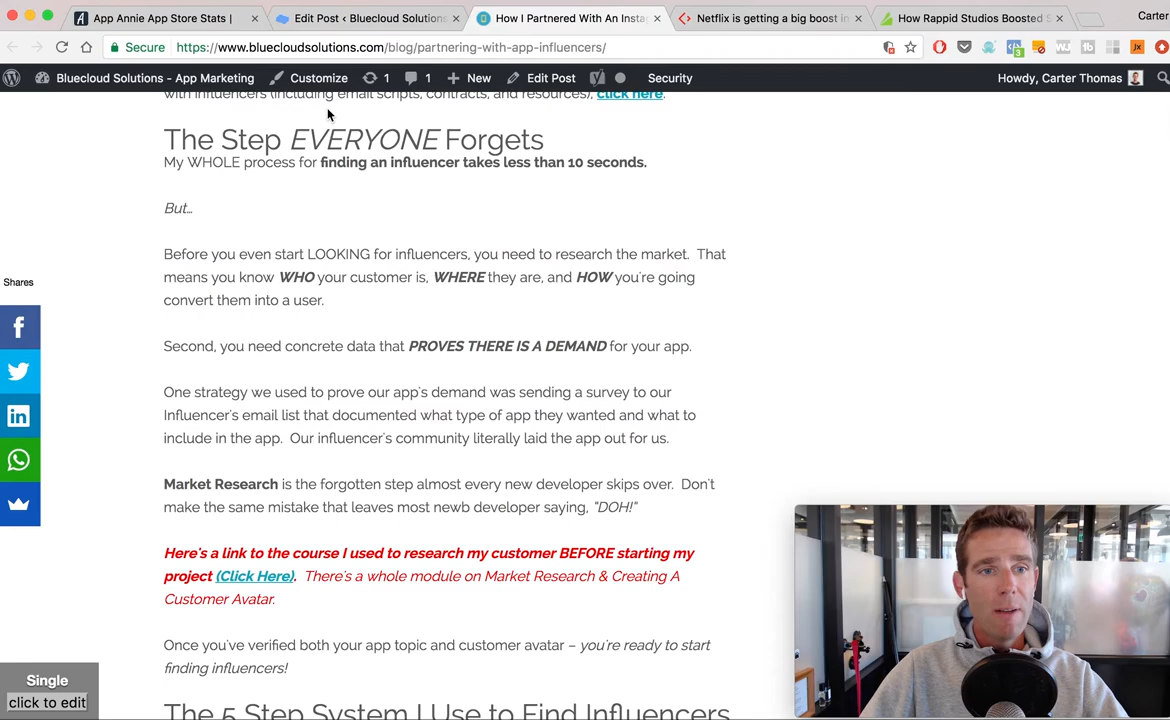 App Annie App Store Stats |
Edit Post ‹ Bluecloud Solutions
How I Partnered With An Insta
Netflix is getting a big boost in
How Rappid Studios Boosted S
Carter
Secure
https://www.bluecloudsolutions.com/blog/partnering-with-app-influencers/
Bluecloud Solutions - App Marketing
Customize
1
1
New
Edit Post
Security
Howdy, Carter Thomas
with influencers (including email scripts, contracts, and resources), click here.
The Step EVERYONE Forgets
My WHOLE process for finding an influencer takes less than 10 seconds.
But…
Before you even start LOOKING for influencers, you need to research the market. That
means you know WHO your customer is, WHERE they are, and HOW you're going
convert them into a user.
Shares
Second, you need concrete data that PROVES THERE IS A DEMAND for your app.
One strategy we used to prove our app's demand was sending a survey to our
Influencer's email list that documented what type of app they wanted and what to
include in the app. Our influencer's community literally laid the app out for us.
Market Research is the forgotten step almost every new developer skips over. Don't
make the same mistake that leaves most newb developer saying, "DOH!"
Here's a link to the course I used to research my customer BEFORE starting my
project (Click Here). There's a whole module on Market Research & Creating A
Customer Avatar.
Once you've verified both your app topic and customer avatar – you're ready to start
finding influencers!
Single
click to edit
The 5 Step System I Use to Find Influencers